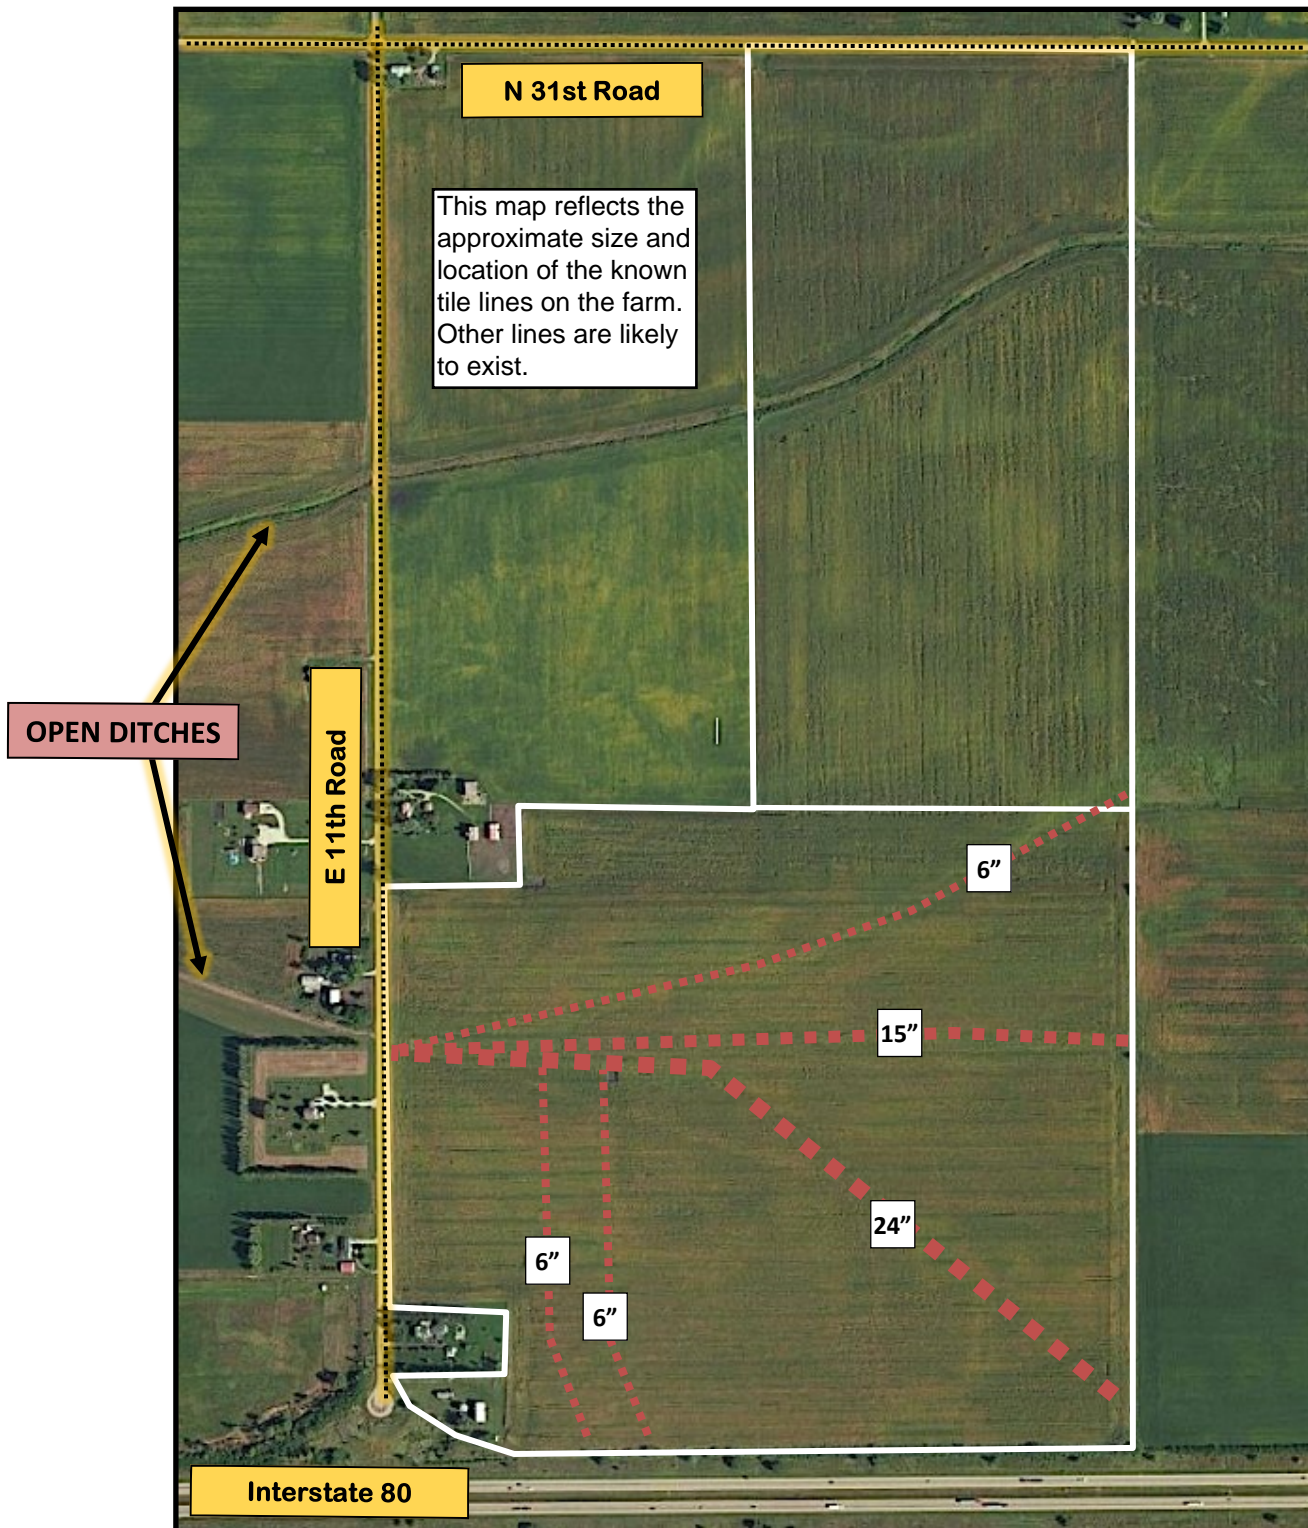 N 31st Road
This map reflects the
approximate size and
location of the known
tile lines on the farm.
Other lines are likely
to exist.
OPEN DITCHES
E 11th Road
6”
15”
24”
6”
6”
Interstate 80